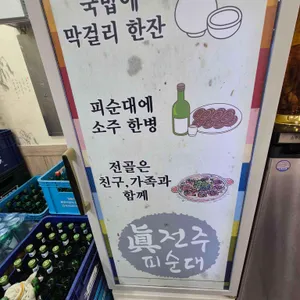 국밥에
막걸리 한잔
피순대에
소주 한병
전골은
친구,가족과
함께
眞전주
피순대